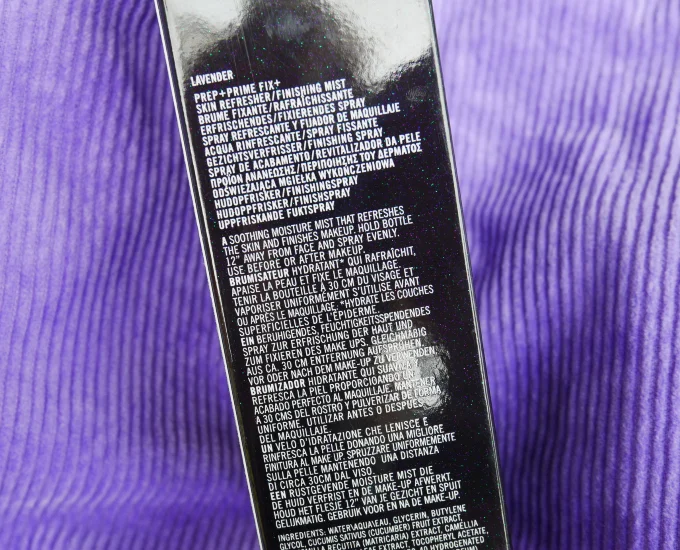 LAVENDER
PREP+PRIME FIX+
SKIN REFRESHER/FINISHING MIST
BRUME FIXANTE/RAFRAÎCHISSANTE
ERFRISCHENDES/FIXIERENDES SPRAY
SPRAY REFRESCANTE Y FIJADOR DE MAQUILLAJE
ACQUA RINFRESCANTE/SPRAY FISSANTE
GEZICHTSVERFRISSER/FINISHING SPRAY
SPRAY DE ACABAMENTO/REVITALIZADOR DA PELE
ΠΡΟΪΟΝ ΑΝΑΝΕΩΣΗΣ/ΠΕΡΙΠΟΙΗΣΗΣ ΤΟΥ ΔΕΡΜΑΤΟΣ
ODŚWIEŻAJĄCA MGIEŁKA WYKOŃCZENIOWA
HUDOPFRISKER/FINISHINGSPRAY
HUDOPPFRISKER/FINISHSPRAY
UPPFRISKANDE FUKTSPRAY
A SOOTHING MOISTURE MIST THAT REFRESHES
THE SKIN AND FINISHES MAKEUP. HOLD BOTTLE
12" AWAY FROM FACE AND SPRAY EVENLY.
USE BEFORE OR AFTER MAKEUP.
BRUMISATEUR HYDRATANT* QUI RAFRAÎCHIT,
APAISE LA PEAU ET FIXE LE MAQUILLAGE.
TENIR LA BOUTEILLE À 30 CM DU VISAGE ET
VAPORISER UNIFORMÉMENT S'UTILISE AVANT
OU APRÈS LE MAQUILLAGE. *HYDRATE LES COUCHES
SUPERFICIELLES DE L'ÉPIDERME.
EIN BERUHIGENDES, FEUCHTIGKEITSSPENDENDES
SPRAY ZUR ERFRISCHUNG DER HAUT UND
ZUM FIXIEREN DES MAKE UPS. GLEICHMÄßIG
AUS CA. 30 CM ENTFERNUNG AUFSPRÜHEN.
VOR ODER NACH DEM MAKE-UP ZU VERWENDEN.
BRUMIZADOR HIDRATANTE QUE SUAVIZA Y
REFRESCA LA PIEL PROPORCIONANDO UN
ACABADO PERFECTO AL MAQUILLAJE. MANTENER
A 30 CMS DEL ROSTRO Y PULVERIZAR DE FORMA
UNIFORME. UTILIZAR ANTES O DESPUÉS
DEL MAQUILLAJE.
UN VELO D'IDRATAZIONE CHE LENISCE E
RINFRESCA LA PELLE DONANDO UNA MIGLIORE
FINITURA AL MAKE UP SPRUZZARE UNIFORMEMENTE
SULLA PELLE MANTENENDO UNA DISTANZA
DI CIRCA 30CM DAL VISO.
EEN RUSTGEVENDE MOISTURE MIST DIE
DE HUID VERFRIST EN DE MAKE-UP AFWERKT.
HOUD HET FLESJE 12" VAN JE GEZICHT EN SPUIT
GELIJKMATIG. GEBRUIK VOOR EN NA DE MAKE-UP.
INGREDIENTS: WATER\AQUA\EAU, GLYCERIN, BUTYLENE
GLYCOL, CUCUMIS SATIVUS (CUCUMBER) FRUIT EXTRACT,
RECUTITA (MATRICARIA) EXTRACT, CAMELLIA
EXTRACT, TOCOPHERYL ACETATE,
HYDROGENATED